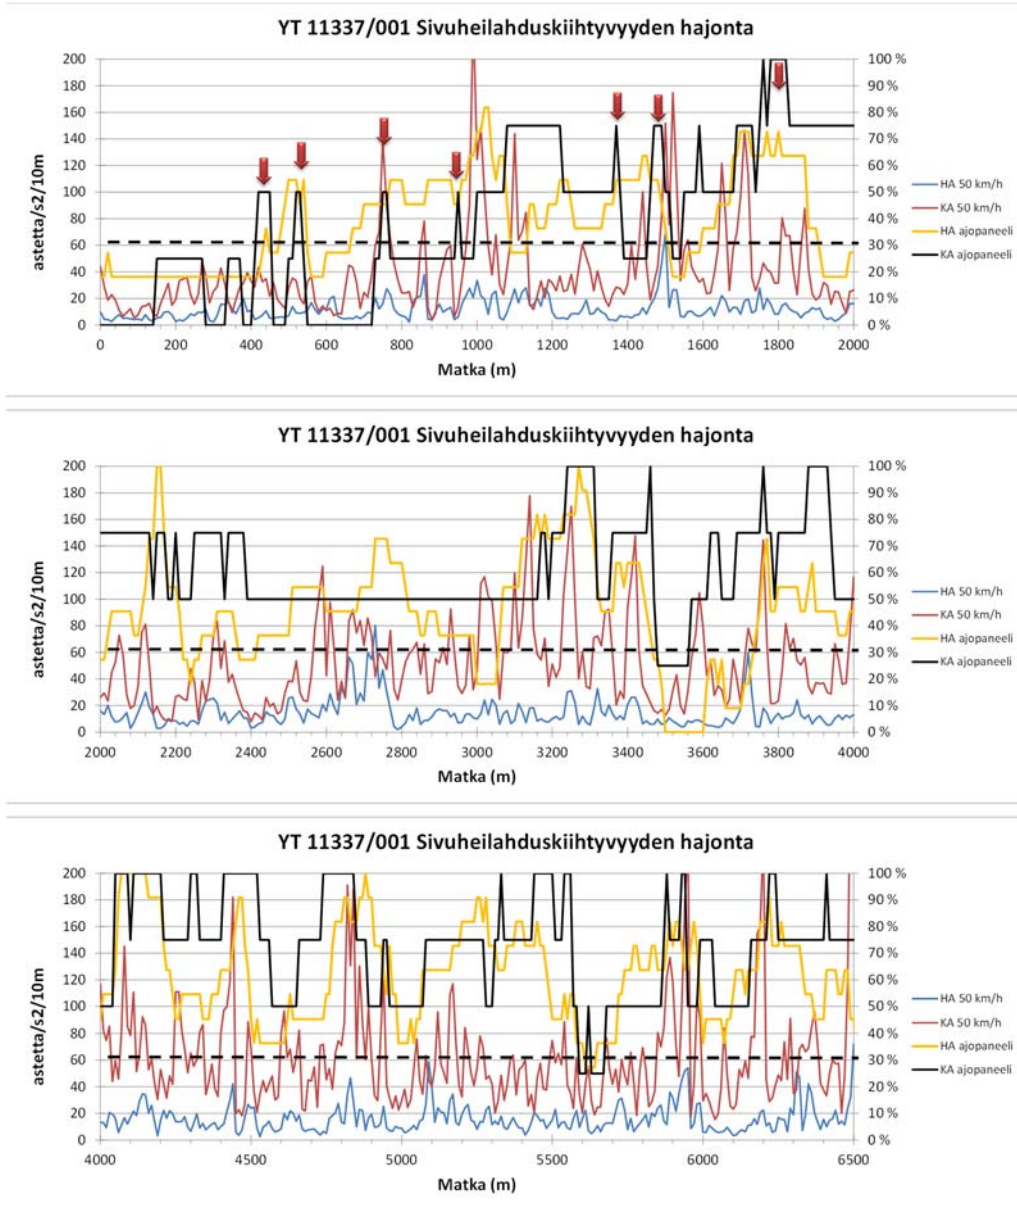 YT 11337/001 Sivuheilahduskiihtyvyyden hajonta
astetta/s2/10m
200
180
160
140
120
100
80
60
40
20
0
100 %
90 %
80 %
70 %
60 %
50 %
40 %
30 %
20 %
10 %
0 %
0 200 400 600 800 1000 1200 1400 1600 1800 2000
Matka (m)
HA 50 km/h
KA 50 km/h
HA ajopaneeli
KA ajopaneeli
YT 11337/001 Sivuheilahduskiihtyvyyden hajonta
astetta/s2/10m
200
180
160
140
120
100
80
60
40
20
0
100 %
90 %
80 %
70 %
60 %
50 %
40 %
30 %
20 %
10 %
0 %
2000 2200 2400 2600 2800 3000 3200 3400 3600 3800 4000
Matka (m)
HA 50 km/h
KA 50 km/h
HA ajopaneeli
KA ajopaneeli
YT 11337/001 Sivuheilahduskiihtyvyyden hajonta
astetta/s2/10m
200
180
160
140
120
100
80
60
40
20
0
100 %
90 %
80 %
70 %
60 %
50 %
40 %
30 %
20 %
10 %
0 %
4000 4500 5000 5500 6000 6500
Matka (m)
HA 50 km/h
KA 50 km/h
HA ajopaneeli
KA ajopaneeli